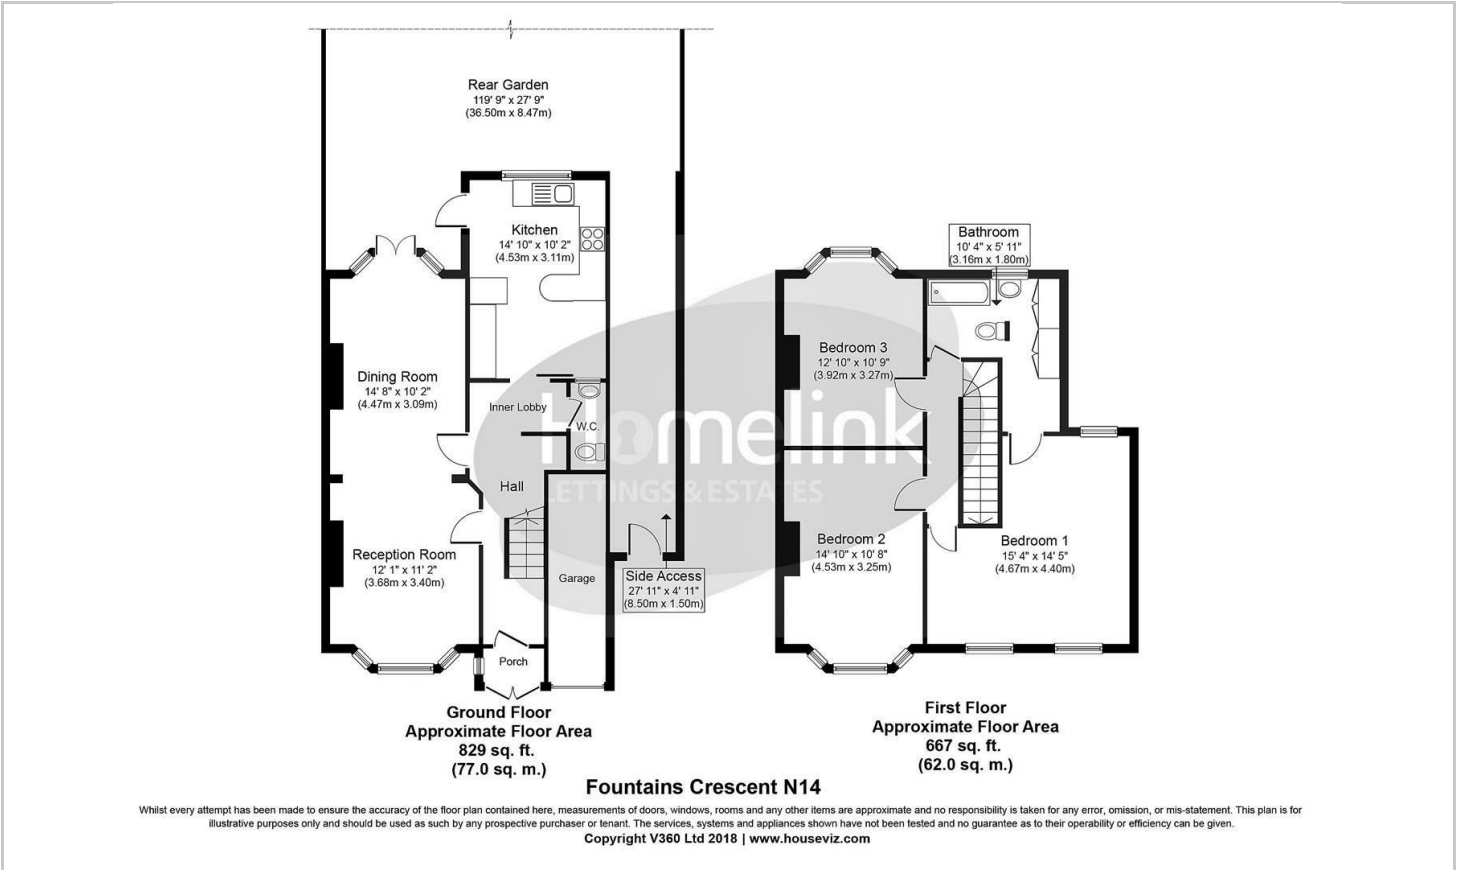 Rear Garden
119' 9" x 27' 9"
(36.50m x 8.47m)
Kitchen
14' 10" x 10' 2"
(4.53m x 3.11m)
Dining Room
14' 8" x 10' 2"
(4.47m x 3.09m)
Inner Lobby
W.C.
Hall
Reception Room
12' 1" x 11' 2"
(3.68m x 3.40m)
Garage
Side Access
27' 11" x 4' 11"
(8.50m x 1.50m)
Porch
Ground Floor
Approximate Floor Area
829 sq. ft.
(77.0 sq. m.)
Bathroom
10' 4" x 5' 11"
(3.16m x 1.80m)
Bedroom 3
12' 10" x 10' 9"
(3.92m x 3.27m)
Bedroom 2
14' 10" x 10' 8"
(4.53m x 3.25m)
Bedroom 1
15' 4" x 14' 5"
(4.67m x 4.40m)
First Floor
Approximate Floor Area
667 sq. ft.
(62.0 sq. m.)
Homelink
LETTINGS & ESTATES
Fountains Crescent N14
Whilst every attempt has been made to ensure the accuracy of the floor plan contained here, measurements of doors, windows, rooms and any other items are approximate and no responsibility is taken for any error, omission, or mis-statement. This plan is for
illustrative purposes only and should be used as such by any prospective purchaser or tenant. The services, systems and appliances shown have not been tested and no guarantee as to their operability or efficiency can be given.
Copyright V360 Ltd 2018 | www.houseviz.com